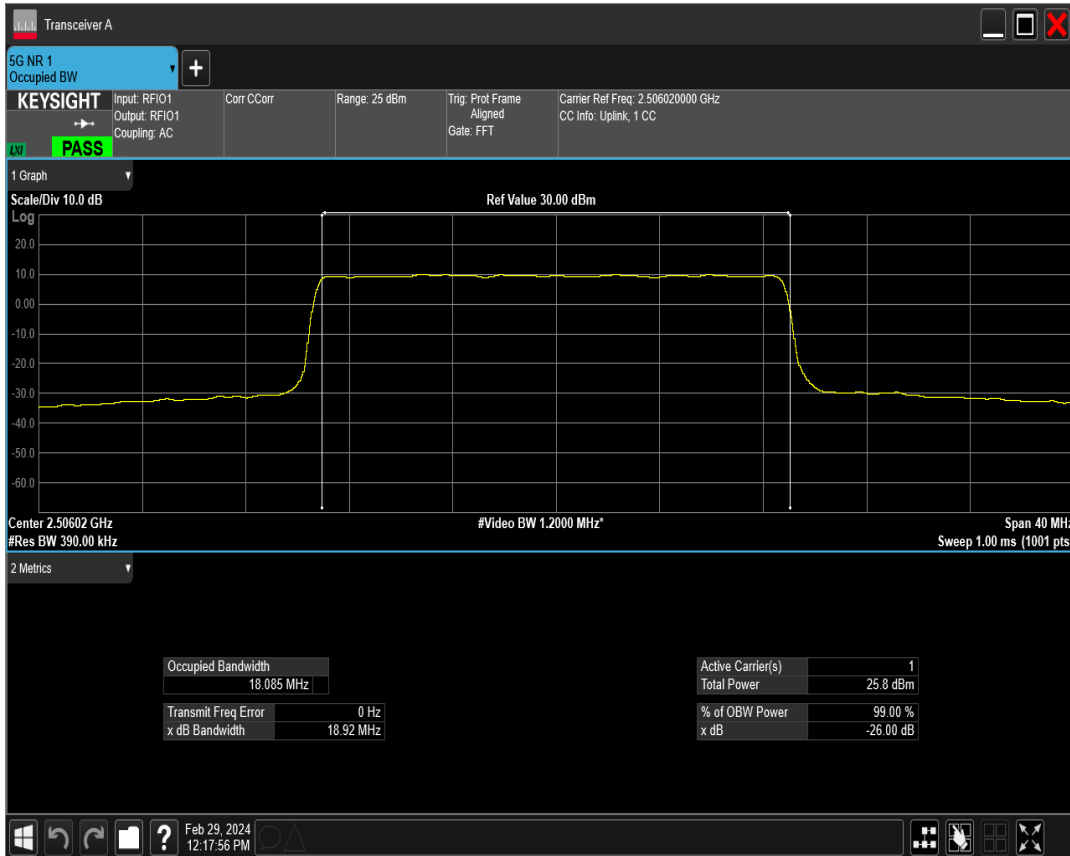 Transceiver A
5G NR 1
Occupied BW
KEYSIGHT
LXI
PASS
Input: RFIO1
Output: RFIO1
Coupling: AC
Corr CCorr
Range: 25 dBm
Trig: Prot Frame
Aligned
Gate: FFT
Carrier Ref Freq: 2.506020000 GHz
CC Info: Uplink, 1 CC
1 Graph
Scale/Div 10.0 dB
Ref Value 30.00 dBm
Log
20.0
10.0
0.00
-10.0
-20.0
-30.0
-40.0
-50.0
-60.0
Center 2.50602 GHz
#Video BW 1.2000 MHz*
Span 40 MHz
#Res BW 390.00 kHz
Sweep 1.00 ms (1001 pts
2 Metrics
Occupied Bandwidth
18.085 MHz
Transmit Freq Error 0 Hz
x dB Bandwidth 18.92 MHz
Active Carrier(s) 1
Total Power 25.8 dBm
% of OBW Power 99.00 %
x dB -26.00 dB
?
Feb 29, 2024
12:17:56 PM